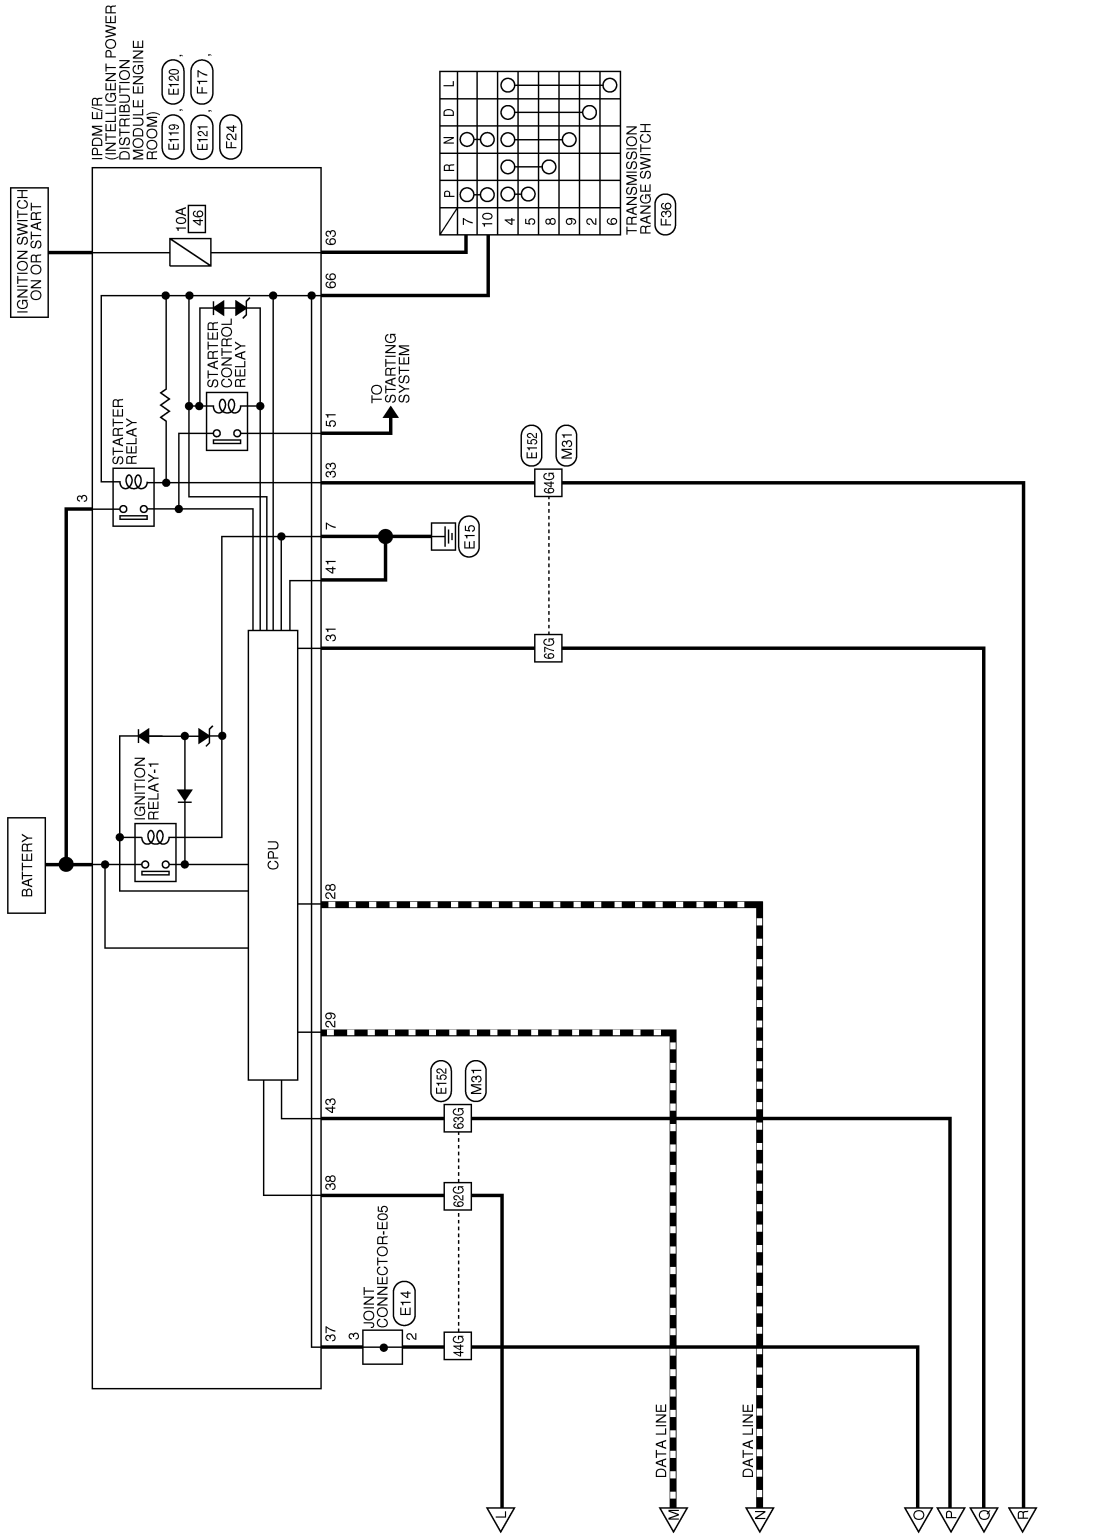 IGNITION SWITCH
ON OR START
BATTERY
IPDM E/R
(INTELLIGENT POWER
DISTRIBUTION
MODULE ENGINE
ROOM)
E119 , E120 ,
E121 , F17 ,
F24
10A
46
3
STARTER
RELAY
STARTER
CONTROL
RELAY
IGNITION
RELAY-1
CPU
37
38
43
29
28
31
41
7
33
51
66
63
TO
STARTING
SYSTEM
E15
P R N D L
7
10
4
5
8
9
2
6
TRANSMISSION
RANGE SWITCH
F36
3
JOINT
CONNECTOR-E05
E14
2
44G
62G
63G
E152
M31
67G
64G
E152
M31
DATA LINE
DATA LINE
L
M
N
O
P
Q
R